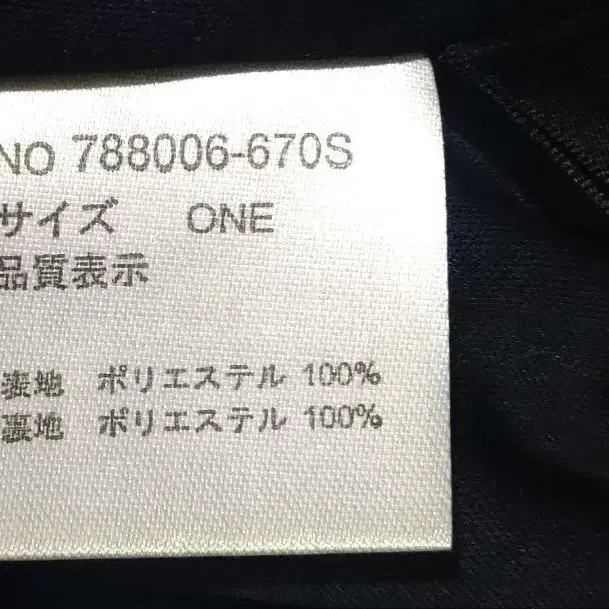 NO 788006-670S
サイズ ONE
品質表示
表地 ポリエステル 100%
裏地 ポリエステル 100%